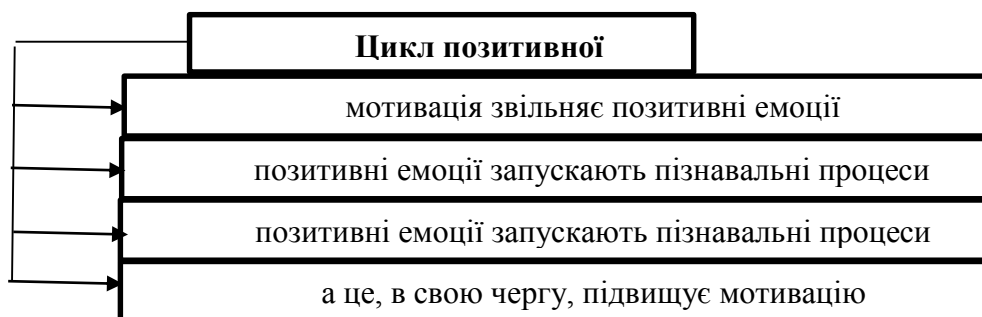 Цикл позитивної
мотивація звільняє позитивні емоції
позитивні емоції запускають пізнавальні процеси
позитивні емоції запускають пізнавальні процеси
а це, в свою чергу, підвищує мотивацію